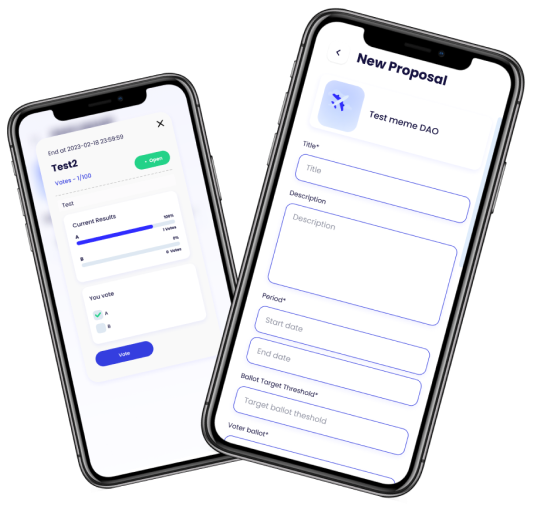 End at 2023-02-18 23:59:59
Test2
Open
Votes - 1/100
Test
Current Results
100%
A
1 Votes
0%
B
0 Votes
You vote
A
B
Vote
New Proposal
Test meme DAO
Title*
Title
Description
Description
Period*
Start date
End date
Ballot Target Threshold*
Target ballot theshold
Voter ballot*